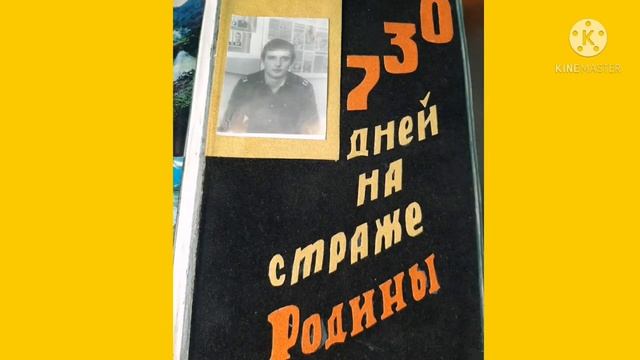 730
дней
на
страже
Родины
KINEMASTER